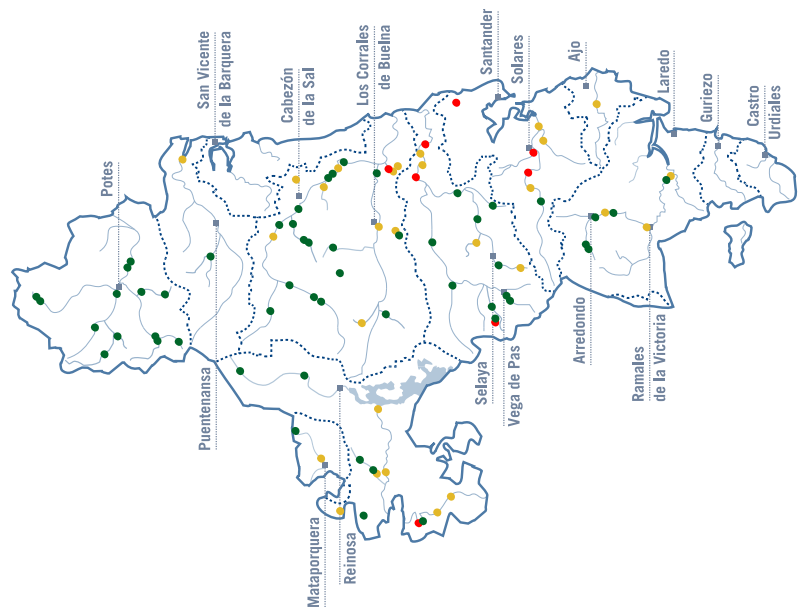 Potes
San Vicente
de la Barquera
Cabezón
de la Sal
Los Corrales
de Buelna
Santander
Solares
Ajo
Laredo
Guriezo
Castro
Urdiales
Puentenansa
Mataporquera
Reinosa
Selaya
Vega de Pas
Arredondo
Ramales
de la Victoria